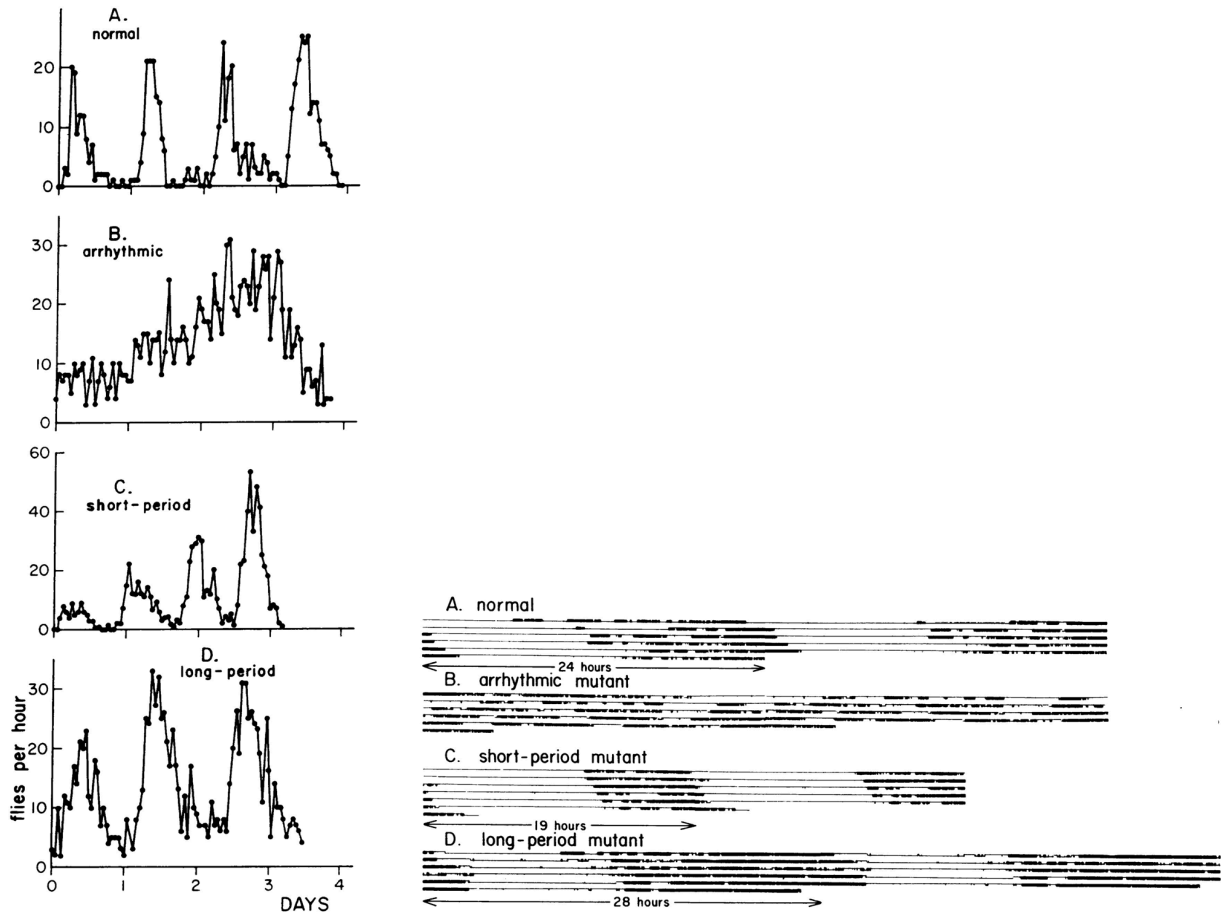 A.
normal
20
10
0
B.
arrhythmic
30
20
10
0
60
C.
short-period
40
20
0
D.
long-period
30
20
10
0
flies per hour
0
1
2
3
4
DAYS
A. normal
24 hours
B. arrhythmic mutant
C. short-period mutant
19 hours
D. long-period mutant
28 hours